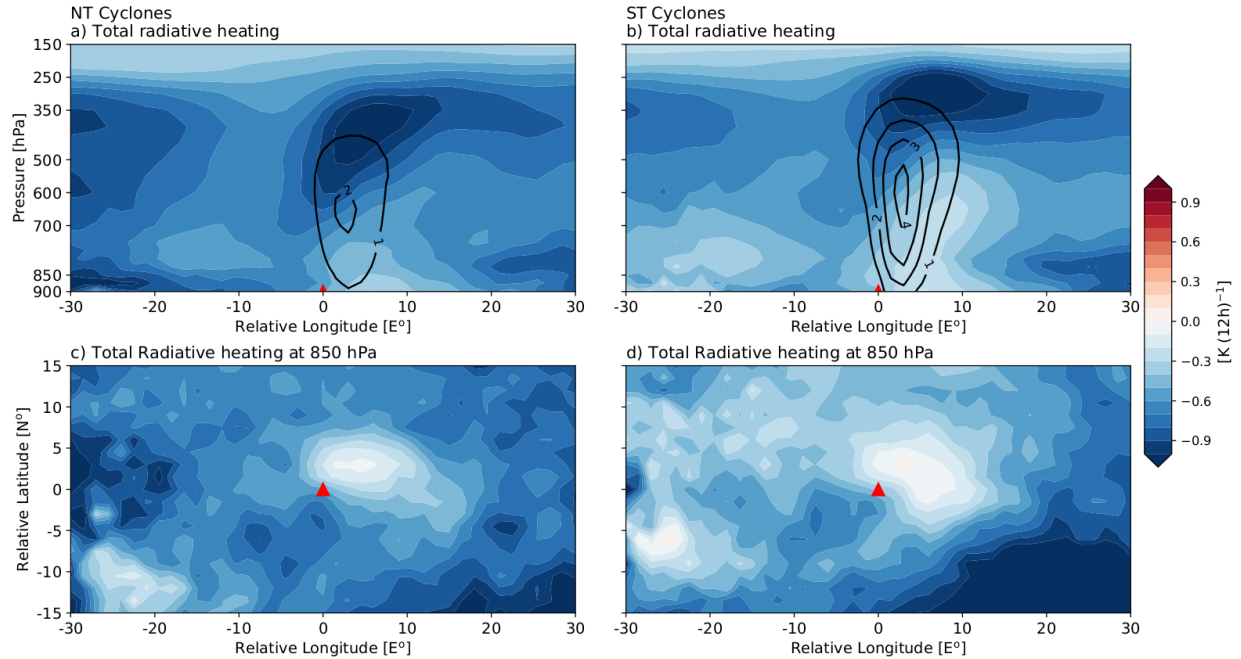 NT Cyclones
a) Total radiative heating
150
250
350
500
600
700
850
900
Pressure [hPa]
2
1
-30 -20 -10 0 10 20 30
Relative Longitude [E°]
ST Cyclones
b) Total radiative heating
3
2
4
1
-30 -20 -10 0 10 20 30
Relative Longitude [E°]
c) Total Radiative heating at 850 hPa
15
10
5
0
-5
-10
-15
Relative Latitude [N°]
-30 -20 -10 0 10 20 30
Relative Longitude [E°]
d) Total Radiative heating at 850 hPa
-30 -20 -10 0 10 20 30
Relative Longitude [E°]
0.9
0.6
0.3
0.0
−0.3
−0.6
−0.9
[K (12h)⁻¹]